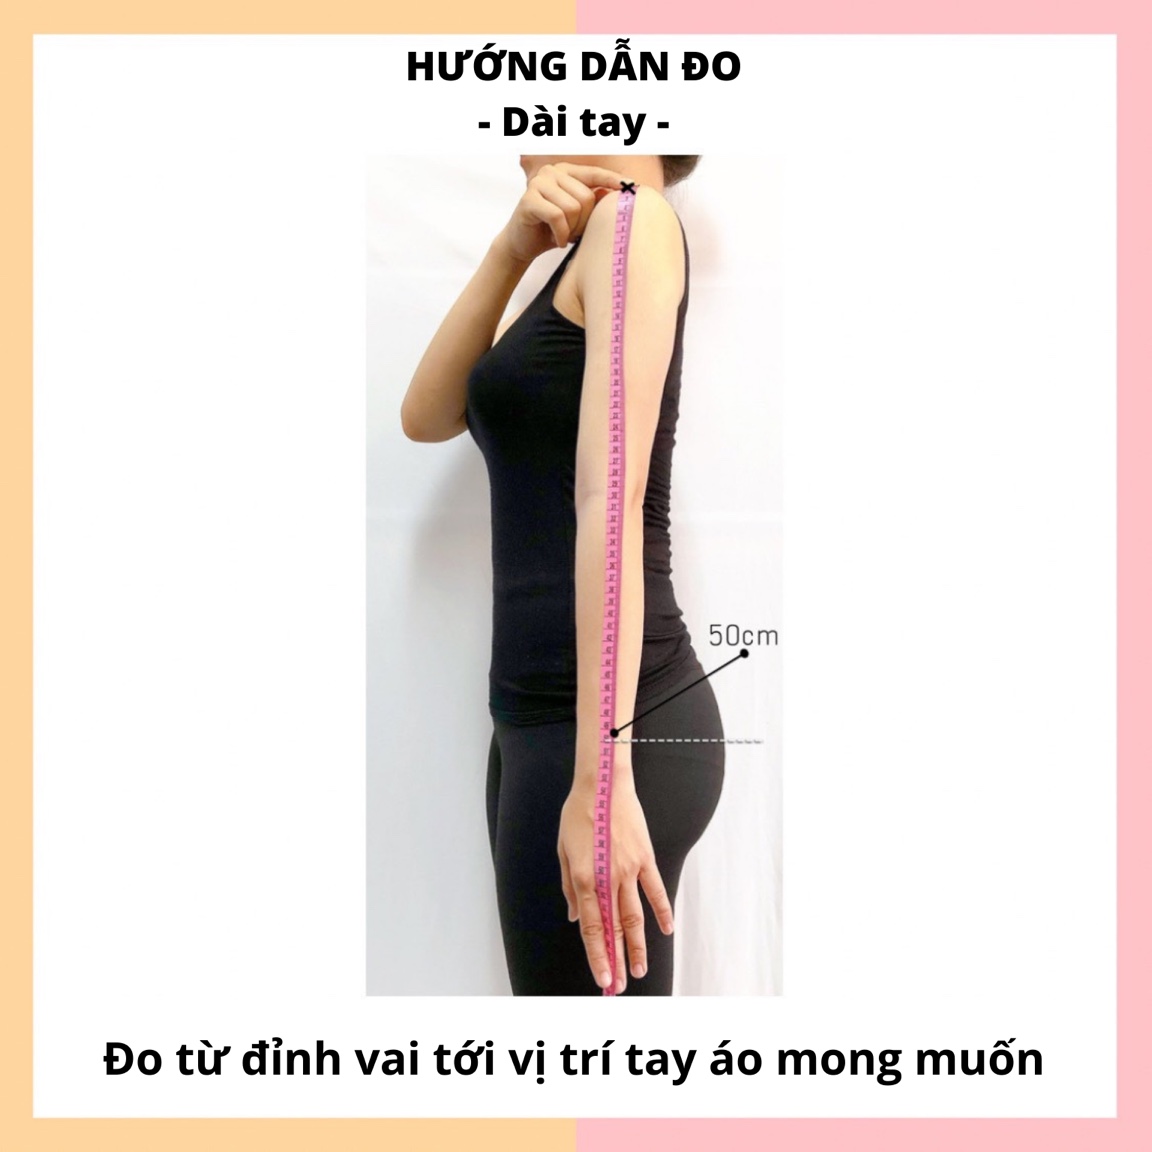 HƯỚNG DẪN ĐO
- Dài tay -
50cm
Đo từ đỉnh vai tới vị trí tay áo mong muốn